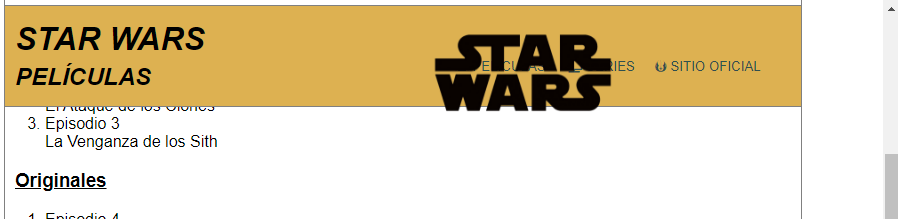 STAR WARS
PELÍCULAS
STAR WARS
SITIO OFICIAL
El Ataque de los Clones
3. Episodio 3
La Venganza de los Sith
Originales
1. Episodio 4